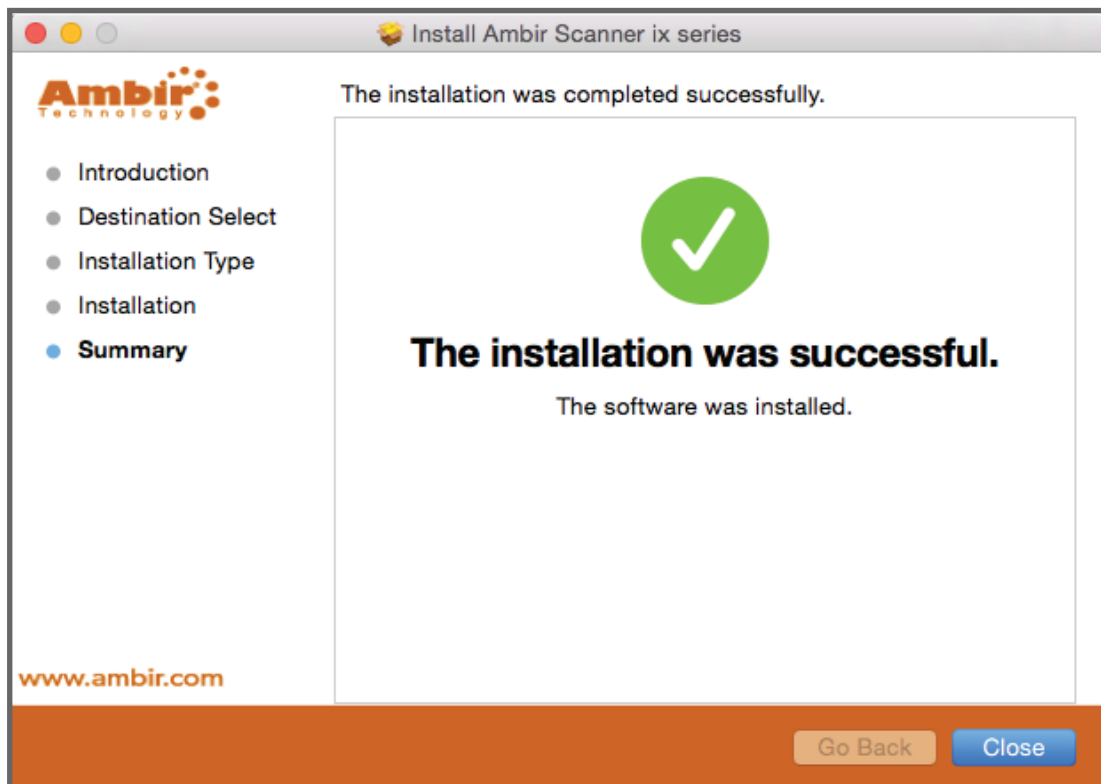 Install Ambir Scanner ix series
Ambir
Technology
The installation was completed successfully.
Introduction
Destination Select
Installation Type
Installation
Summary
The installation was successful.
The software was installed.
www.ambir.com
Go Back
Close